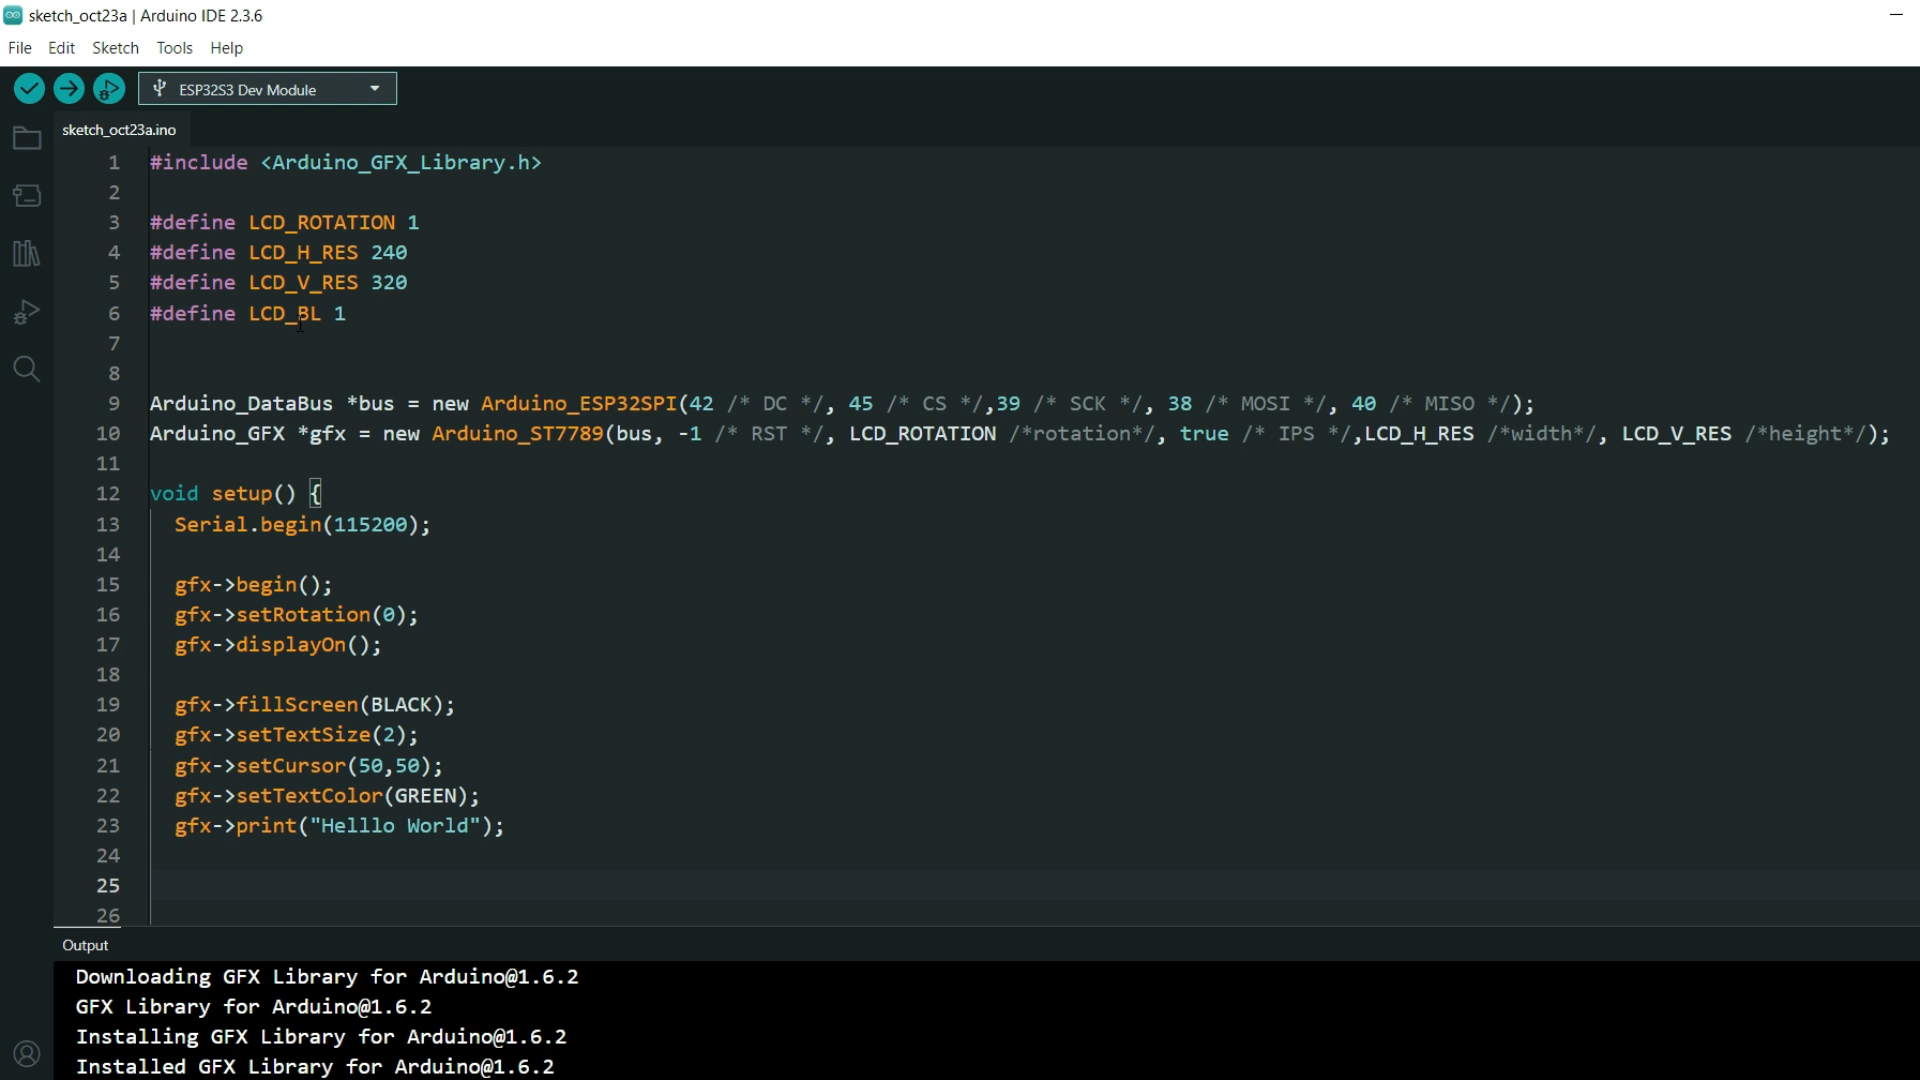 sketch_oct23a | Arduino IDE 2.3.6
File Edit Sketch Tools Help
ESP32S3 Dev Module
sketch_oct23a.ino
1 #include <Arduino_GFX_Library.h>
2
3 #define LCD_ROTATION 1
4 #define LCD_H_RES 240
5 #define LCD_V_RES 320
6 #define LCD_BL 1
7
8
9 Arduino_DataBus *bus = new Arduino_ESP32SPI(42 /* DC */, 45 /* CS */,39 /* SCK */, 38 /* MOSI */, 40 /* MISO */);
10 Arduino_GFX *gfx = new Arduino_ST7789(bus, -1 /* RST */, LCD_ROTATION /*rotation*/, true /* IPS */,LCD_H_RES /*width*/, LCD_V_RES /*height*/);
11
12 void setup() {
13 Serial.begin(115200);
14
15 gfx->begin();
16 gfx->setRotation(0);
17 gfx->displayOn();
18
19 gfx->fillScreen(BLACK);
20 gfx->setTextSize(2);
21 gfx->setCursor(50,50);
22 gfx->setTextColor(GREEN);
23 gfx->print("Helllo World");
24
25
26
Output
Downloading GFX Library for Arduino@1.6.2
GFX Library for Arduino@1.6.2
Installing GFX Library for Arduino@1.6.2
Installed GFX Library for Arduino@1.6.2